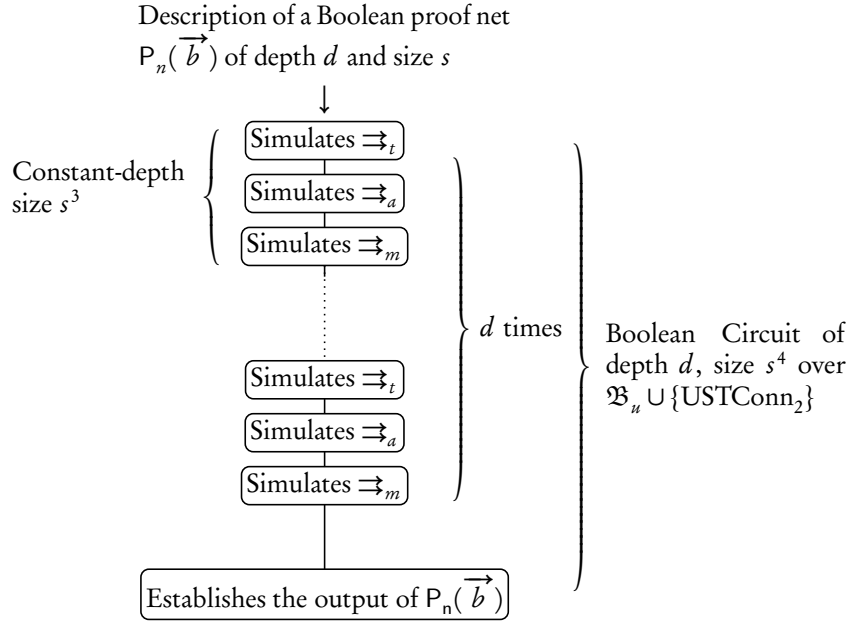 Description of a Boolean proof net
P_n(\overrightarrow{b}) of depth d and size s
Simulates ⇉_t
Constant-depth
size s^3
Simulates ⇉_a
Simulates ⇉_m
d times
Boolean Circuit of
depth d, size s^4 over
𝔅_u ∪ {USTConn_2}
Simulates ⇉_t
Simulates ⇉_a
Simulates ⇉_m
Establishes the output of P_n(\overrightarrow{b})